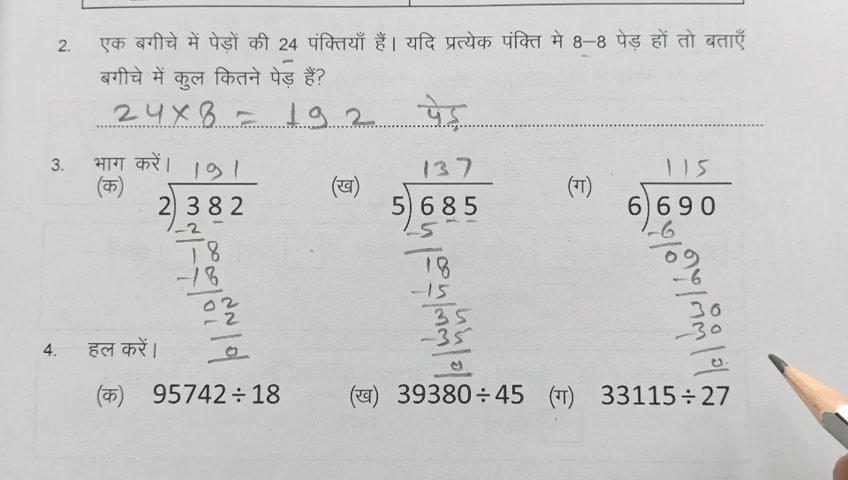 2. एक बगीचे में पेड़ों की 24 पंक्तियाँ हैं। यदि प्रत्येक पंक्ति मे 8–8 पेड़ हों तो बताएँ
बगीचे में कुल कितने पेड़ हैं?
24×8 = 192 पेड़
3. भाग करें।
191 137 115
(क) 2)382 (ख) 5)685 (ग) 6)690
-2 -5 -6
18 18 09
-18 -15 -6
02 35 30
-2 -35 -30
0 0 0
4. हल करें।
(क) 95742÷18 (ख) 39380÷45 (ग) 33115÷27